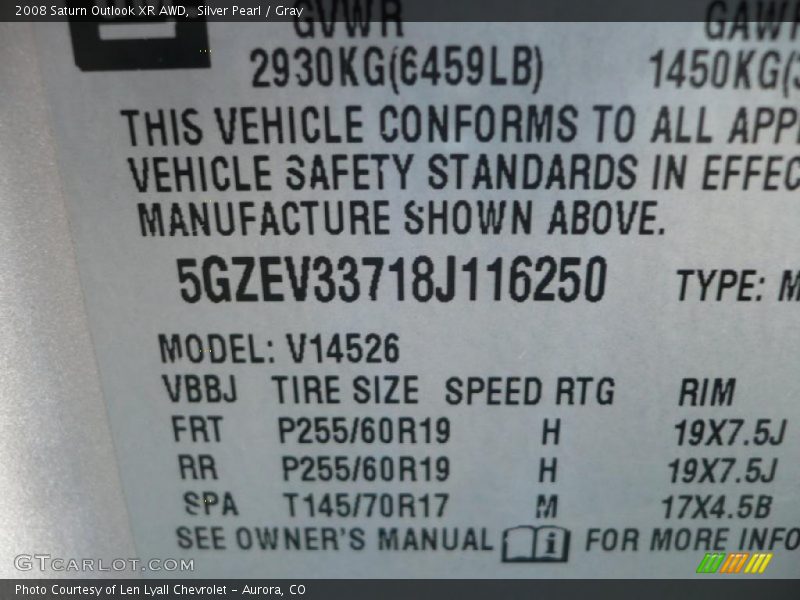 2008 Saturn Outlook XR AWD, Silver Pearl / Gray
GVWR
2930KG(6459LB) 1450KG(
THIS VEHICLE CONFORMS TO ALL APPL
VEHICLE SAFETY STANDARDS IN EFFEC
MANUFACTURE SHOWN ABOVE.
5GZEV33718J116250 TYPE: M
MODEL: V14526
VBBJ TIRE SIZE SPEED RTG RIM
FRT P255/60R19 H 19X7.5J
RR P255/60R19 H 19X7.5J
SPA T145/70R17 M 17X4.5B
SEE OWNER'S MANUAL i FOR MORE INFO
GTcarlot.com
Photo Courtesy of Len Lyall Chevrolet - Aurora, CO